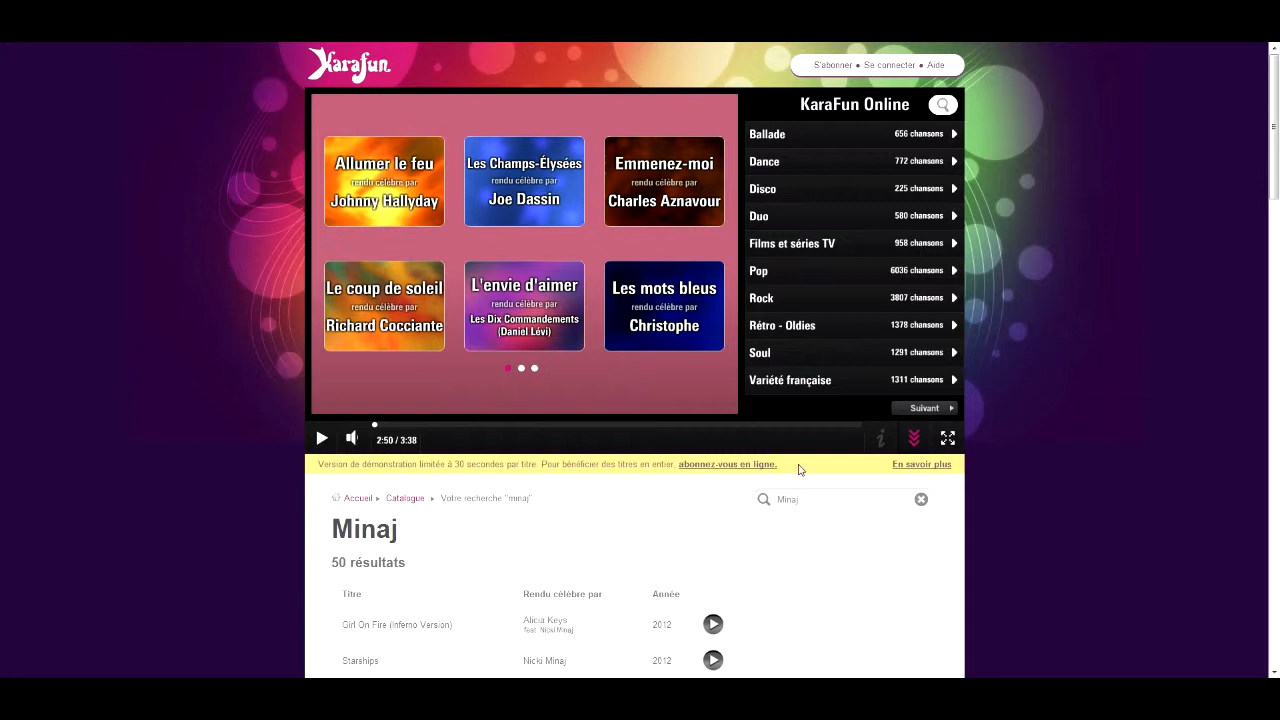 Karafun
S'abonner • Se connecter • Aide
KaraFun Online
Allumer le feu
rendu célèbre par
Johnny Hallyday
Les Champs-Élysées
rendu célèbre par
Joe Dassin
Emmenez-moi
rendu célèbre par
Charles Aznavour
Le coup de soleil
rendu célèbre par
Richard Cocciante
L'envie d'aimer
rendu célèbre par
Les Dix Commandements
(Daniel Lévi)
Les mots bleus
rendu célèbre par
Christophe
Ballade 656 chansons
Dance 772 chansons
Disco 225 chansons
Duo 580 chansons
Films et séries TV 958 chansons
Pop 6036 chansons
Rock 3807 chansons
Rétro - Oldies 1378 chansons
Soul 1291 chansons
Variété française 1311 chansons
Suivant
2:50 / 3:38
Version de démonstration limitée à 30 secondes par titre. Pour bénéficier des titres en entier, abonnez-vous en ligne. En savoir plus
Accueil ▸ Catalogue ▸ Votre recherche "minaj"
Minaj
Minaj
50 résultats
Titre Rendu célèbre par Année
Girl On Fire (Inferno Version) Alicia Keys 2012
feat. Nicki Minaj
Starships Nicki Minaj 2012